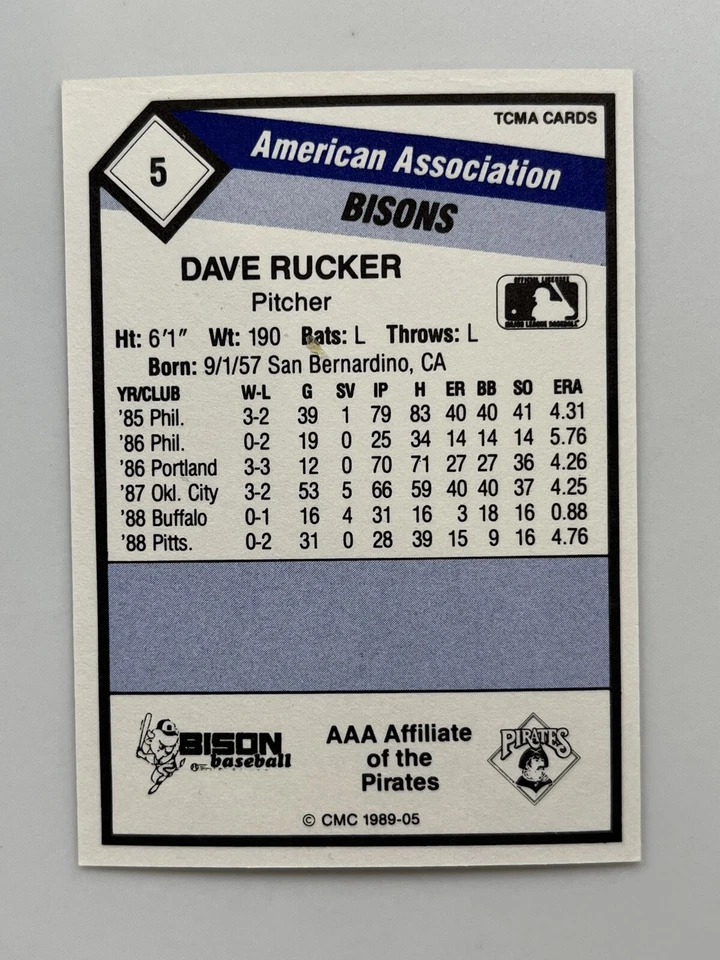 TCMA CARDS
5
American Association
BISONS
DAVE RUCKER
Pitcher
OFFICIAL LICENSEE
MAJOR LEAGUE BASEBALL
Ht: 6'1" Wt: 190 Bats: L Throws: L
Born: 9/1/57 San Bernardino, CA
YR/CLUB W-L G SV IP H ER BB SO ERA
'85 Phil. 3-2 39 1 79 83 40 40 41 4.31
'86 Phil. 0-2 19 0 25 34 14 14 14 5.76
'86 Portland 3-3 12 0 70 71 27 27 36 4.26
'87 Okl. City 3-2 53 5 66 59 40 40 37 4.25
'88 Buffalo 0-1 16 4 31 16 3 18 16 0.88
'88 Pitts. 0-2 31 0 28 39 15 9 16 4.76
BISON
baseball
AAA Affiliate
of the
Pirates
PIRATES
© CMC 1989-05